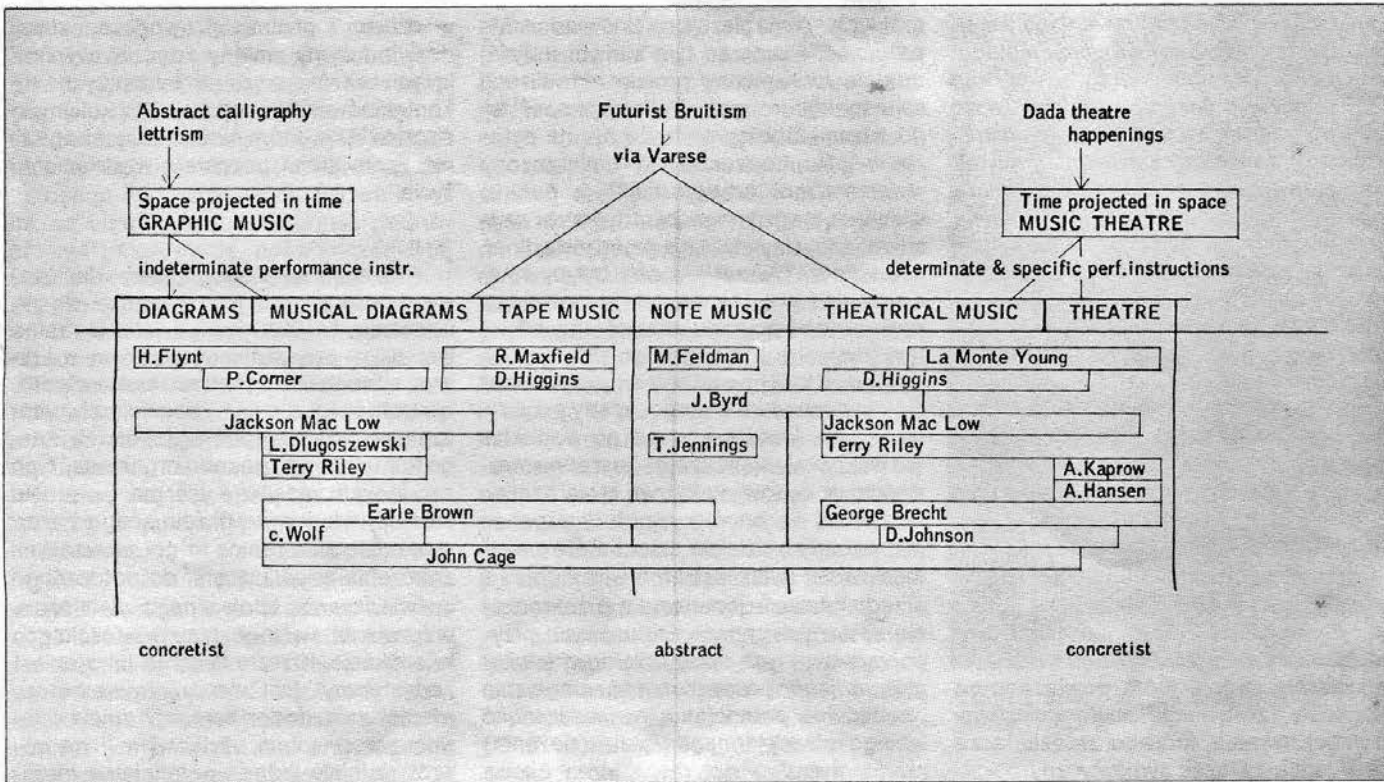 Abstract calligraphy
lettrism
Futurist Bruitism
via Varese
Dada theatre
happenings
Space projected in time
GRAPHIC MUSIC
Time projected in space
MUSIC THEATRE
indeterminate performance instr.
determinate & specific perf.instructions
DIAGRAMS
MUSICAL DIAGRAMS
TAPE MUSIC
NOTE MUSIC
THEATRICAL MUSIC
THEATRE
H.Flynt
R.Maxfield
M.Feldman
La Monte Young
P.Corner
D.Higgins
D.Higgins
J.Byrd
Jackson Mac Low
Jackson Mac Low
L.Dlugoszewski
T.Jennings
Terry Riley
Terry Riley
A.Kaprow
A.Hansen
Earle Brown
George Brecht
c.Wolf
D.Johnson
John Cage
concretist
abstract
concretist